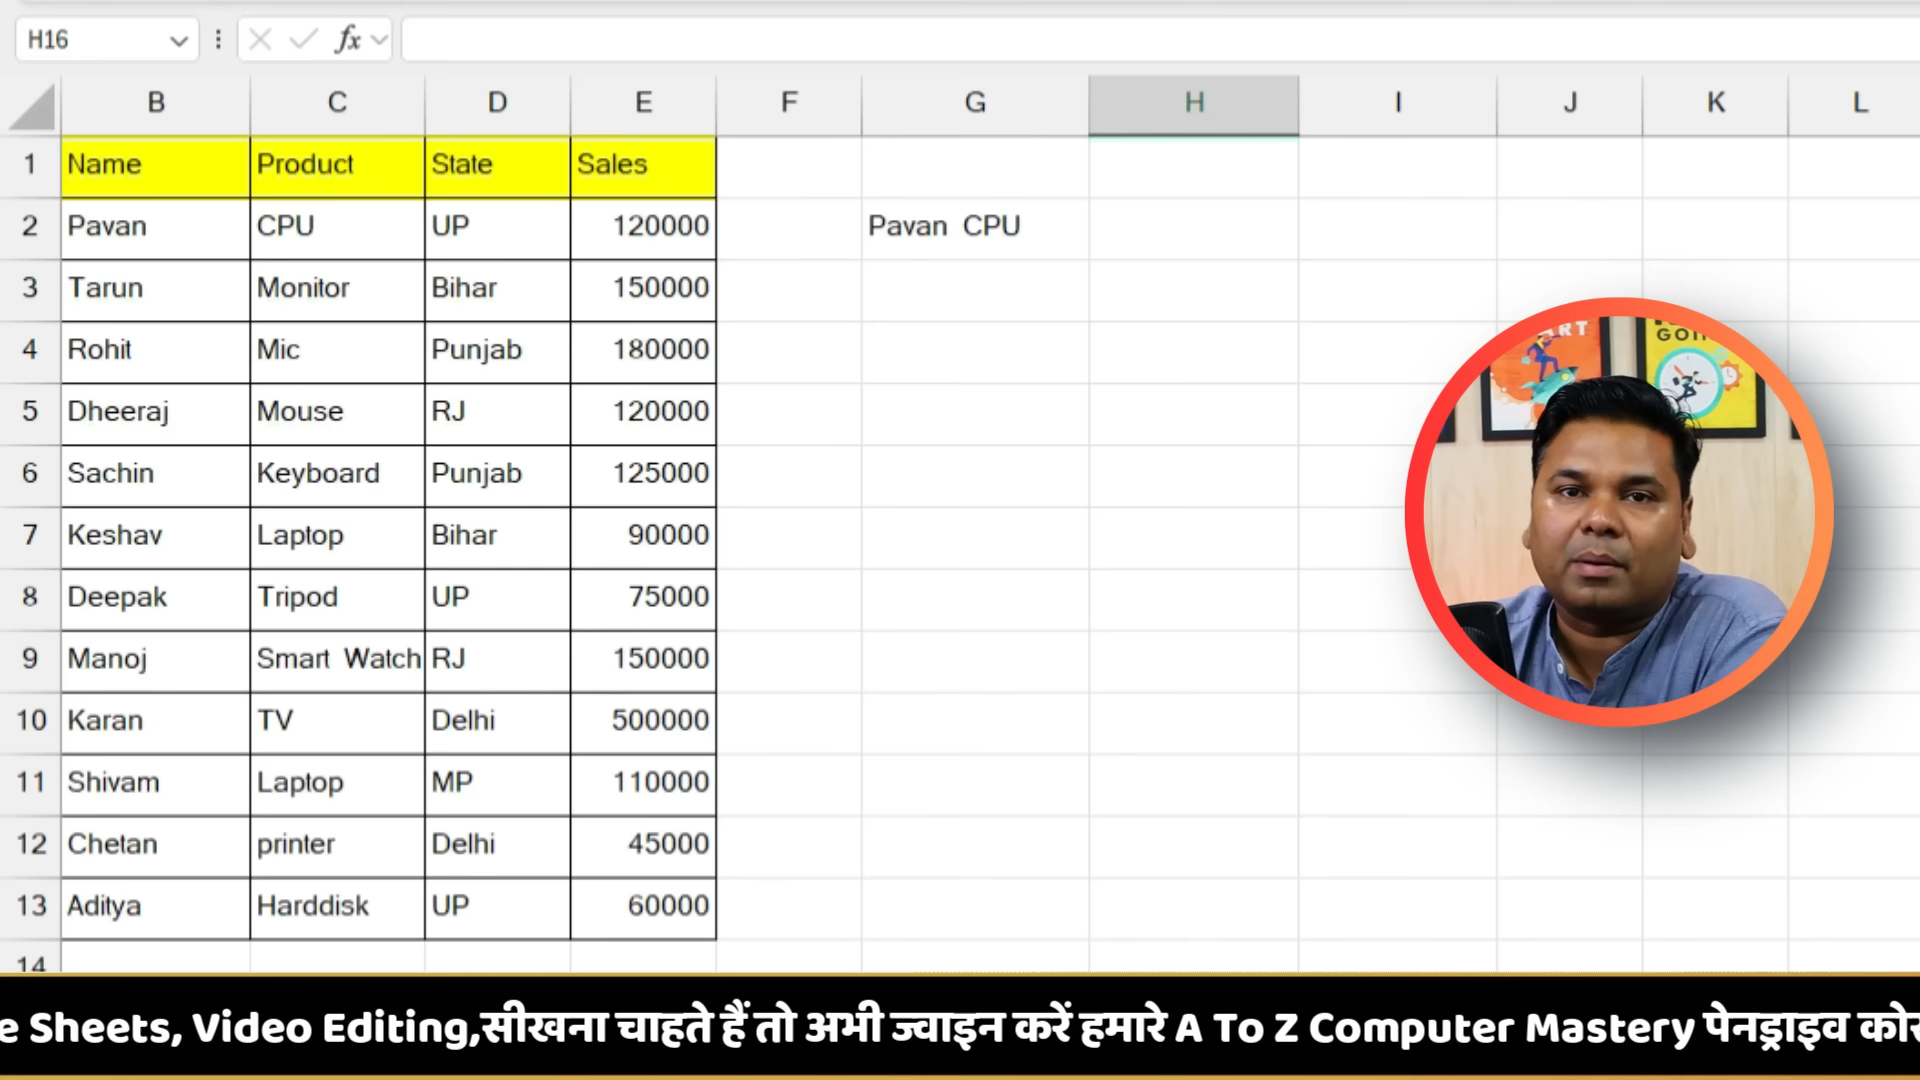 H16
fx
B C D E F G H I J K L
1 Name Product State Sales
2 Pavan CPU UP 120000 Pavan CPU
3 Tarun Monitor Bihar 150000
4 Rohit Mic Punjab 180000
5 Dheeraj Mouse RJ 120000
6 Sachin Keyboard Punjab 125000
7 Keshav Laptop Bihar 90000
8 Deepak Tripod UP 75000
9 Manoj Smart Watch RJ 150000
10 Karan TV Delhi 500000
11 Shivam Laptop MP 110000
12 Chetan printer Delhi 45000
13 Aditya Harddisk UP 60000
14
e Sheets, Video Editing,सीखना चाहते हैं तो अभी ज्वाइन करें हमारे A To Z Computer Mastery पेनड्राइव